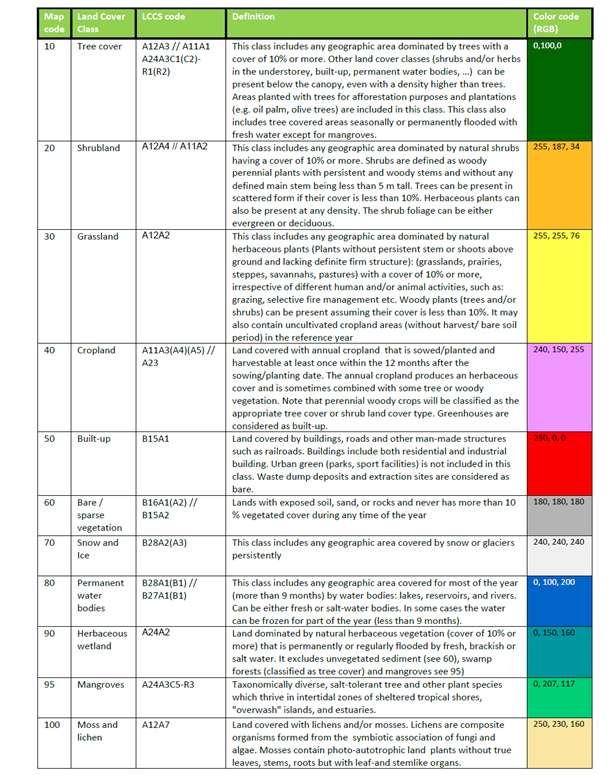 Map code Land Cover Class LCCS code Definition Color code (RGB)
10 Tree cover A12A3 // A11A1 A24A3C1(C2)-R1(R2) This class includes any geographic area dominated by trees with a
cover of 10% or more. Other land cover classes (shrubs and/or herbs
in the understorey, built-up, permanent water bodies, ...) can be
present below the canopy, even with a density higher than trees.
Areas planted with trees for afforestation purposes and plantations
(e.g. oil palm, olive trees) are included in this class. This class also
includes tree covered areas seasonally or permanently flooded with
fresh water except for mangroves.
0,100,0
20 Shrubland A12A4 // A11A2 This class includes any geographic area dominated by natural shrubs
having a cover of 10% or more. Shrubs are defined as woody
perennial plants with persistent and woody stems and without any
defined main stem being less than 5 m tall. Trees can be present in
scattered form if their cover is less than 10%. Herbaceous plants can
also be present at any density. The shrub foliage can be either
evergreen or deciduous.
255, 187, 34
30 Grassland A12A2 This class includes any geographic area dominated by natural
herbaceous plants (Plants without persistent stem or shoots above
ground and lacking definite firm structure): (grasslands, prairies,
steppes, savannahs, pastures) with a cover of 10% or more,
irrespective of different human and/or animal activities, such as:
grazing, selective fire management etc. Woody plants (trees and/or
shrubs) can be present assuming their cover is less than 10%. It may
also contain uncultivated cropland areas (without harvest/ bare soil
period) in the reference year
255, 255, 76
40 Cropland A11A3(A4)(A5) // A23 Land covered with annual cropland that is sowed/planted and
harvestable at least once within the 12 months after the
sowing/planting date. The annual cropland produces an herbaceous
cover and is sometimes combined with some tree or woody
vegetation. Note that perennial woody crops will be classified as the
appropriate tree cover or shrub land cover type. Greenhouses are
considered as built-up.
240, 150, 255
50 Built-up B15A1 Land covered by buildings, roads and other man-made structures
such as railroads. Buildings include both residential and industrial
building. Urban green (parks, sport facilities) is not included in this
class. Waste dump deposits and extraction sites are considered as
bare.
250, 0, 0
60 Bare / sparse vegetation B16A1(A2) // B15A2 Lands with exposed soil, sand, or rocks and never has more than 10
% vegetated cover during any time of the year
180, 180, 180
70 Snow and Ice B28A2(A3) This class includes any geographic area covered by snow or glaciers
persistently
240, 240, 240
80 Permanent water bodies B28A1(B1) // B27A1(B1) This class includes any geographic area covered for most of the year
(more than 9 months) by water bodies: lakes, reservoirs, and rivers.
Can be either fresh or salt-water bodies. In some cases the water
can be frozen for part of the year (less than 9 months).
0, 100, 200
90 Herbaceous wetland A24A2 Land dominated by natural herbaceous vegetation (cover of 10% or
more) that is permanently or regularly flooded by fresh, brackish or
salt water. It excludes unvegetated sediment (see 60), swamp
forests (classified as tree cover) and mangroves see 95)
0, 150, 160
95 Mangroves A24A3C5-R3 Taxonomically diverse, salt-tolerant tree and other plant species
which thrive in intertidal zones of sheltered tropical shores,
"overwash" islands, and estuaries.
0, 207, 117
100 Moss and lichen A12A7 Land covered with lichens and/or mosses. Lichens are composite
organisms formed from the symbiotic association of fungi and
algae. Mosses contain photo-autotrophic land plants without true
leaves, stems, roots but with leaf-and stemlike organs.
250, 230, 160